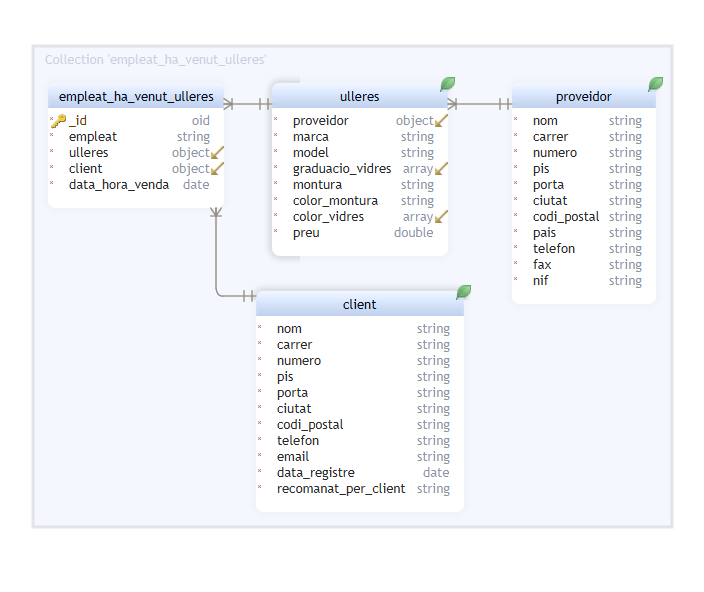 Collection 'empleat_ha_venut_ulleres'
empleat_ha_venut_ulleres
_id oid
empleat string
ulleres object
client object
data_hora_venda date
ulleres
proveidor object
marca string
model string
graduacio_vidres array
montura string
color_montura string
color_vidres array
preu double
proveidor
nom string
carrer string
numero string
pis string
porta string
ciutat string
codi_postal string
pais string
telefon string
fax string
nif string
client
nom string
carrer string
numero string
pis string
porta string
ciutat string
codi_postal string
telefon string
email string
data_registre date
recomanat_per_client string